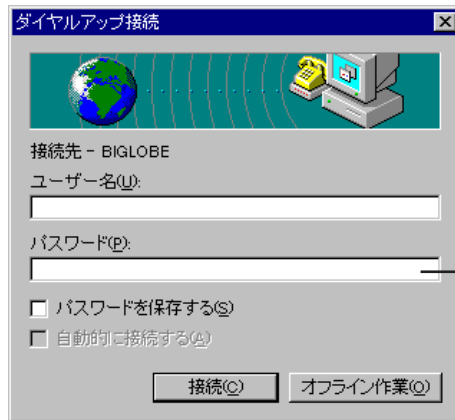 ダイヤルアップ接続
接続先 - BIGLOBE
ユーザー名(U):
パスワード(P):
パスワードを保存する(S)
自動的に接続する(A)
接続(C) オフライン作業(O)